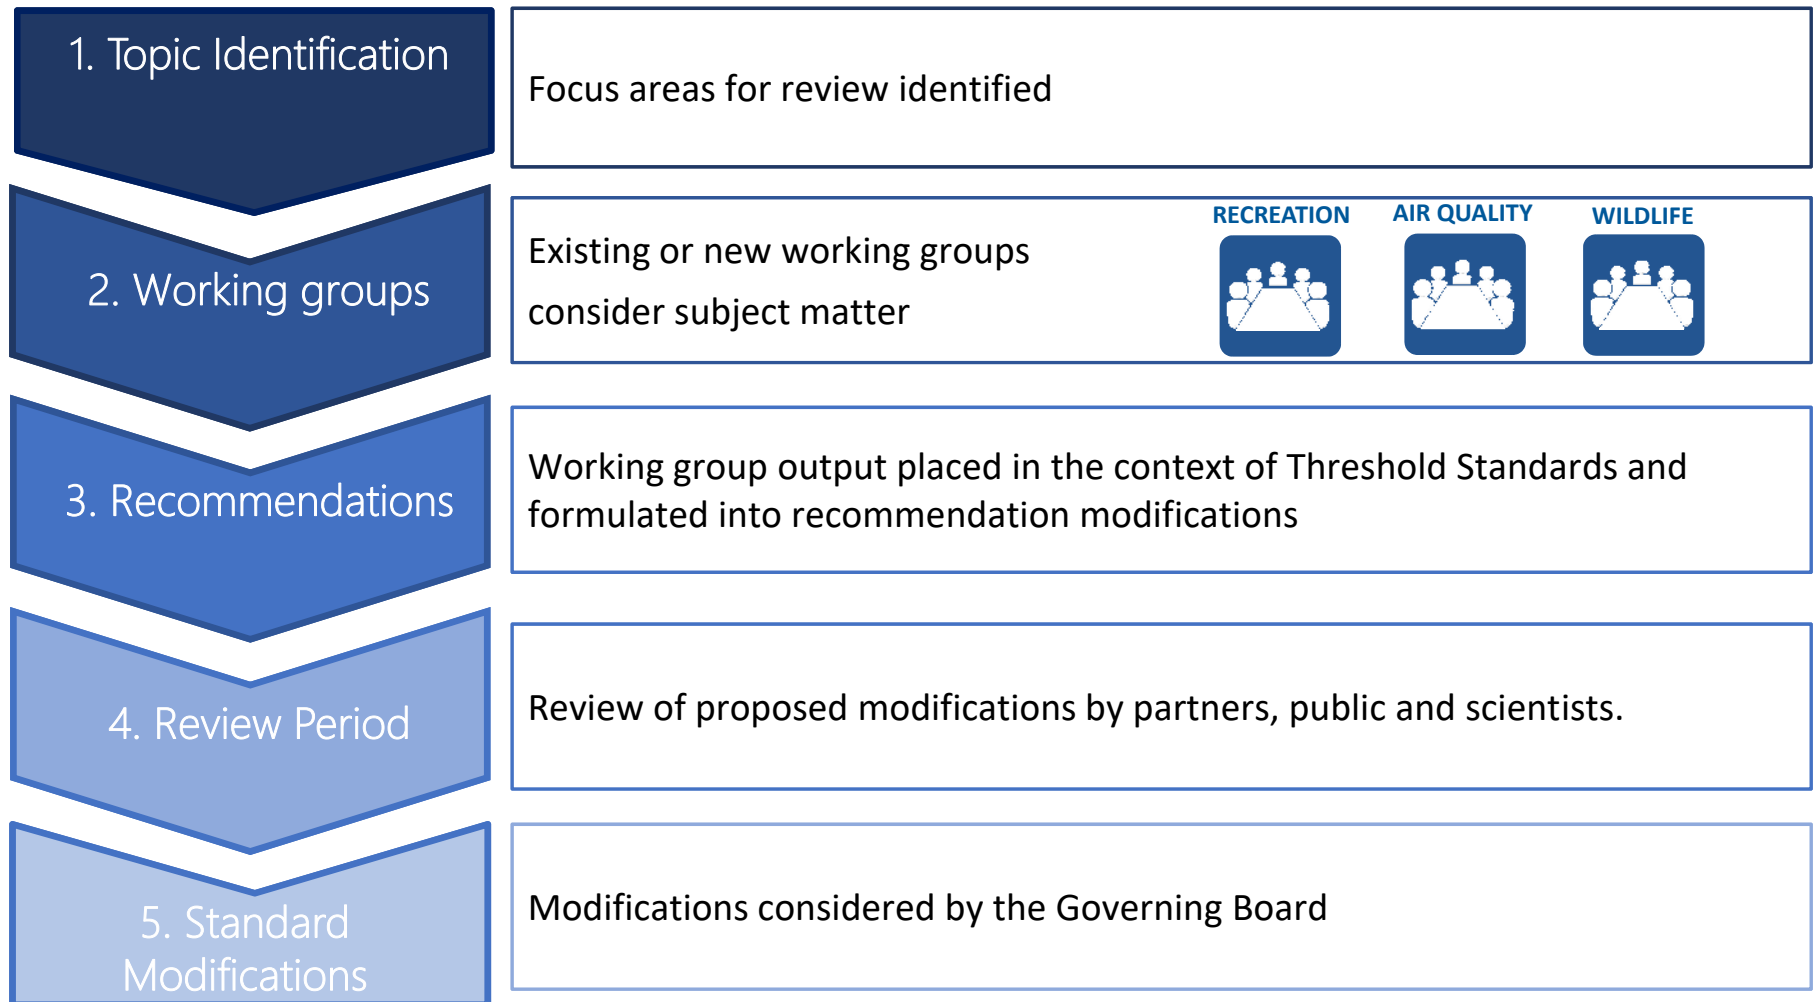 1. Topic Identification
Focus areas for review identified
2. Working groups
Existing or new working groups
consider subject matter
RECREATION
AIR QUALITY
WILDLIFE
3. Recommendations
Working group output placed in the context of Threshold Standards and
formulated into recommendation modifications
4. Review Period
Review of proposed modifications by partners, public and scientists.
5. Standard
Modifications
Modifications considered by the Governing Board